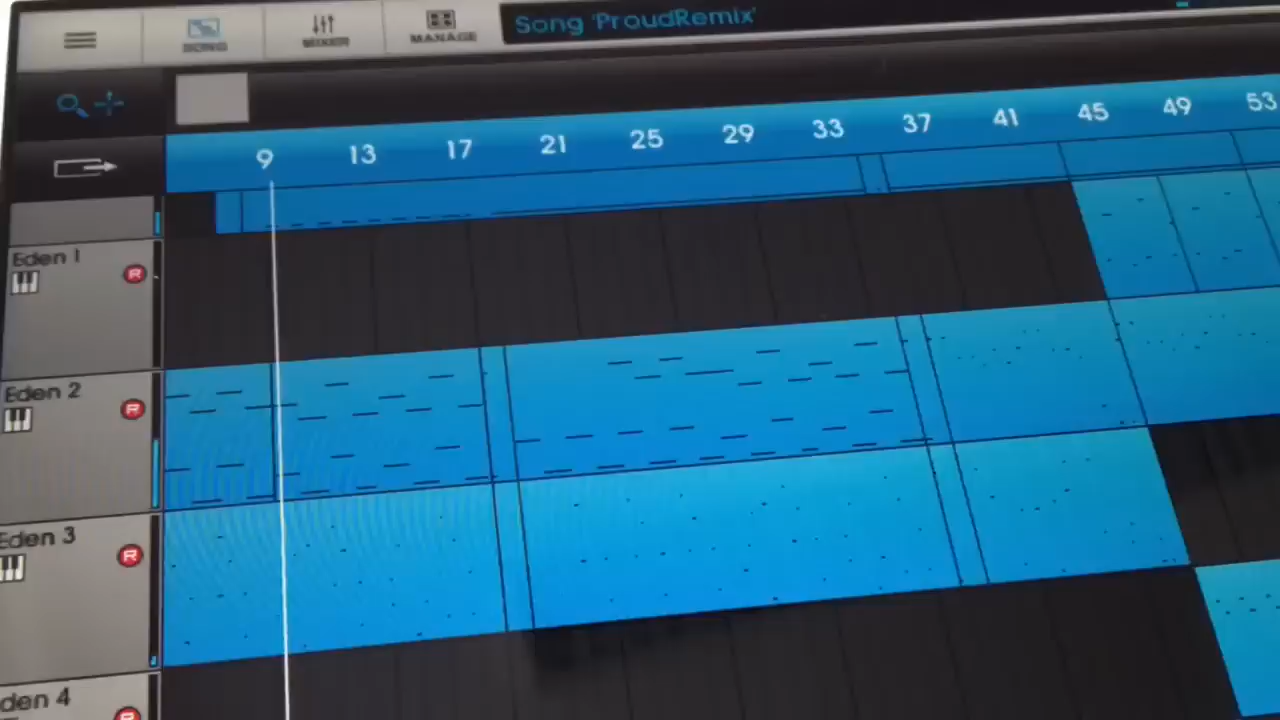 SONG MIXER MANAGE Song 'ProudRemix'
9 13 17 21 25 29 33 37 41 45 49 53
Eden 1
R
Eden 2
R
Eden 3
R
den 4
R